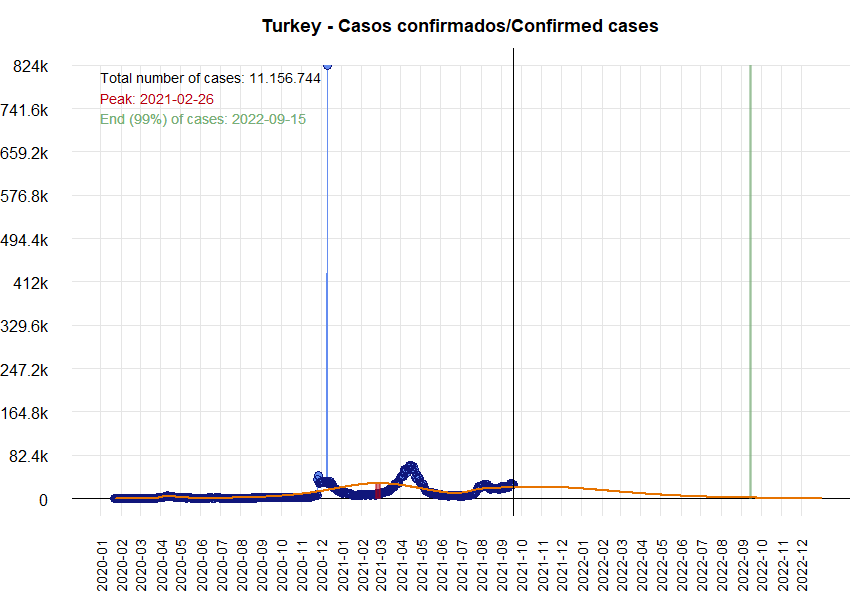 Turkey - Casos confirmados/Confirmed cases
824k
741.6k
659.2k
576.8k
494.4k
412k
329.6k
247.2k
164.8k
82.4k
0
Total number of cases: 11.156.744
Peak: 2021-02-26
End (99%) of cases: 2022-09-15
2020-01
2020-02
2020-03
2020-04
2020-05
2020-06
2020-07
2020-08
2020-09
2020-10
2020-11
2020-12
2021-01
2021-02
2021-03
2021-04
2021-05
2021-06
2021-07
2021-08
2021-09
2021-10
2021-11
2021-12
2022-01
2022-02
2022-03
2022-04
2022-05
2022-06
2022-07
2022-08
2022-09
2022-10
2022-11
2022-12